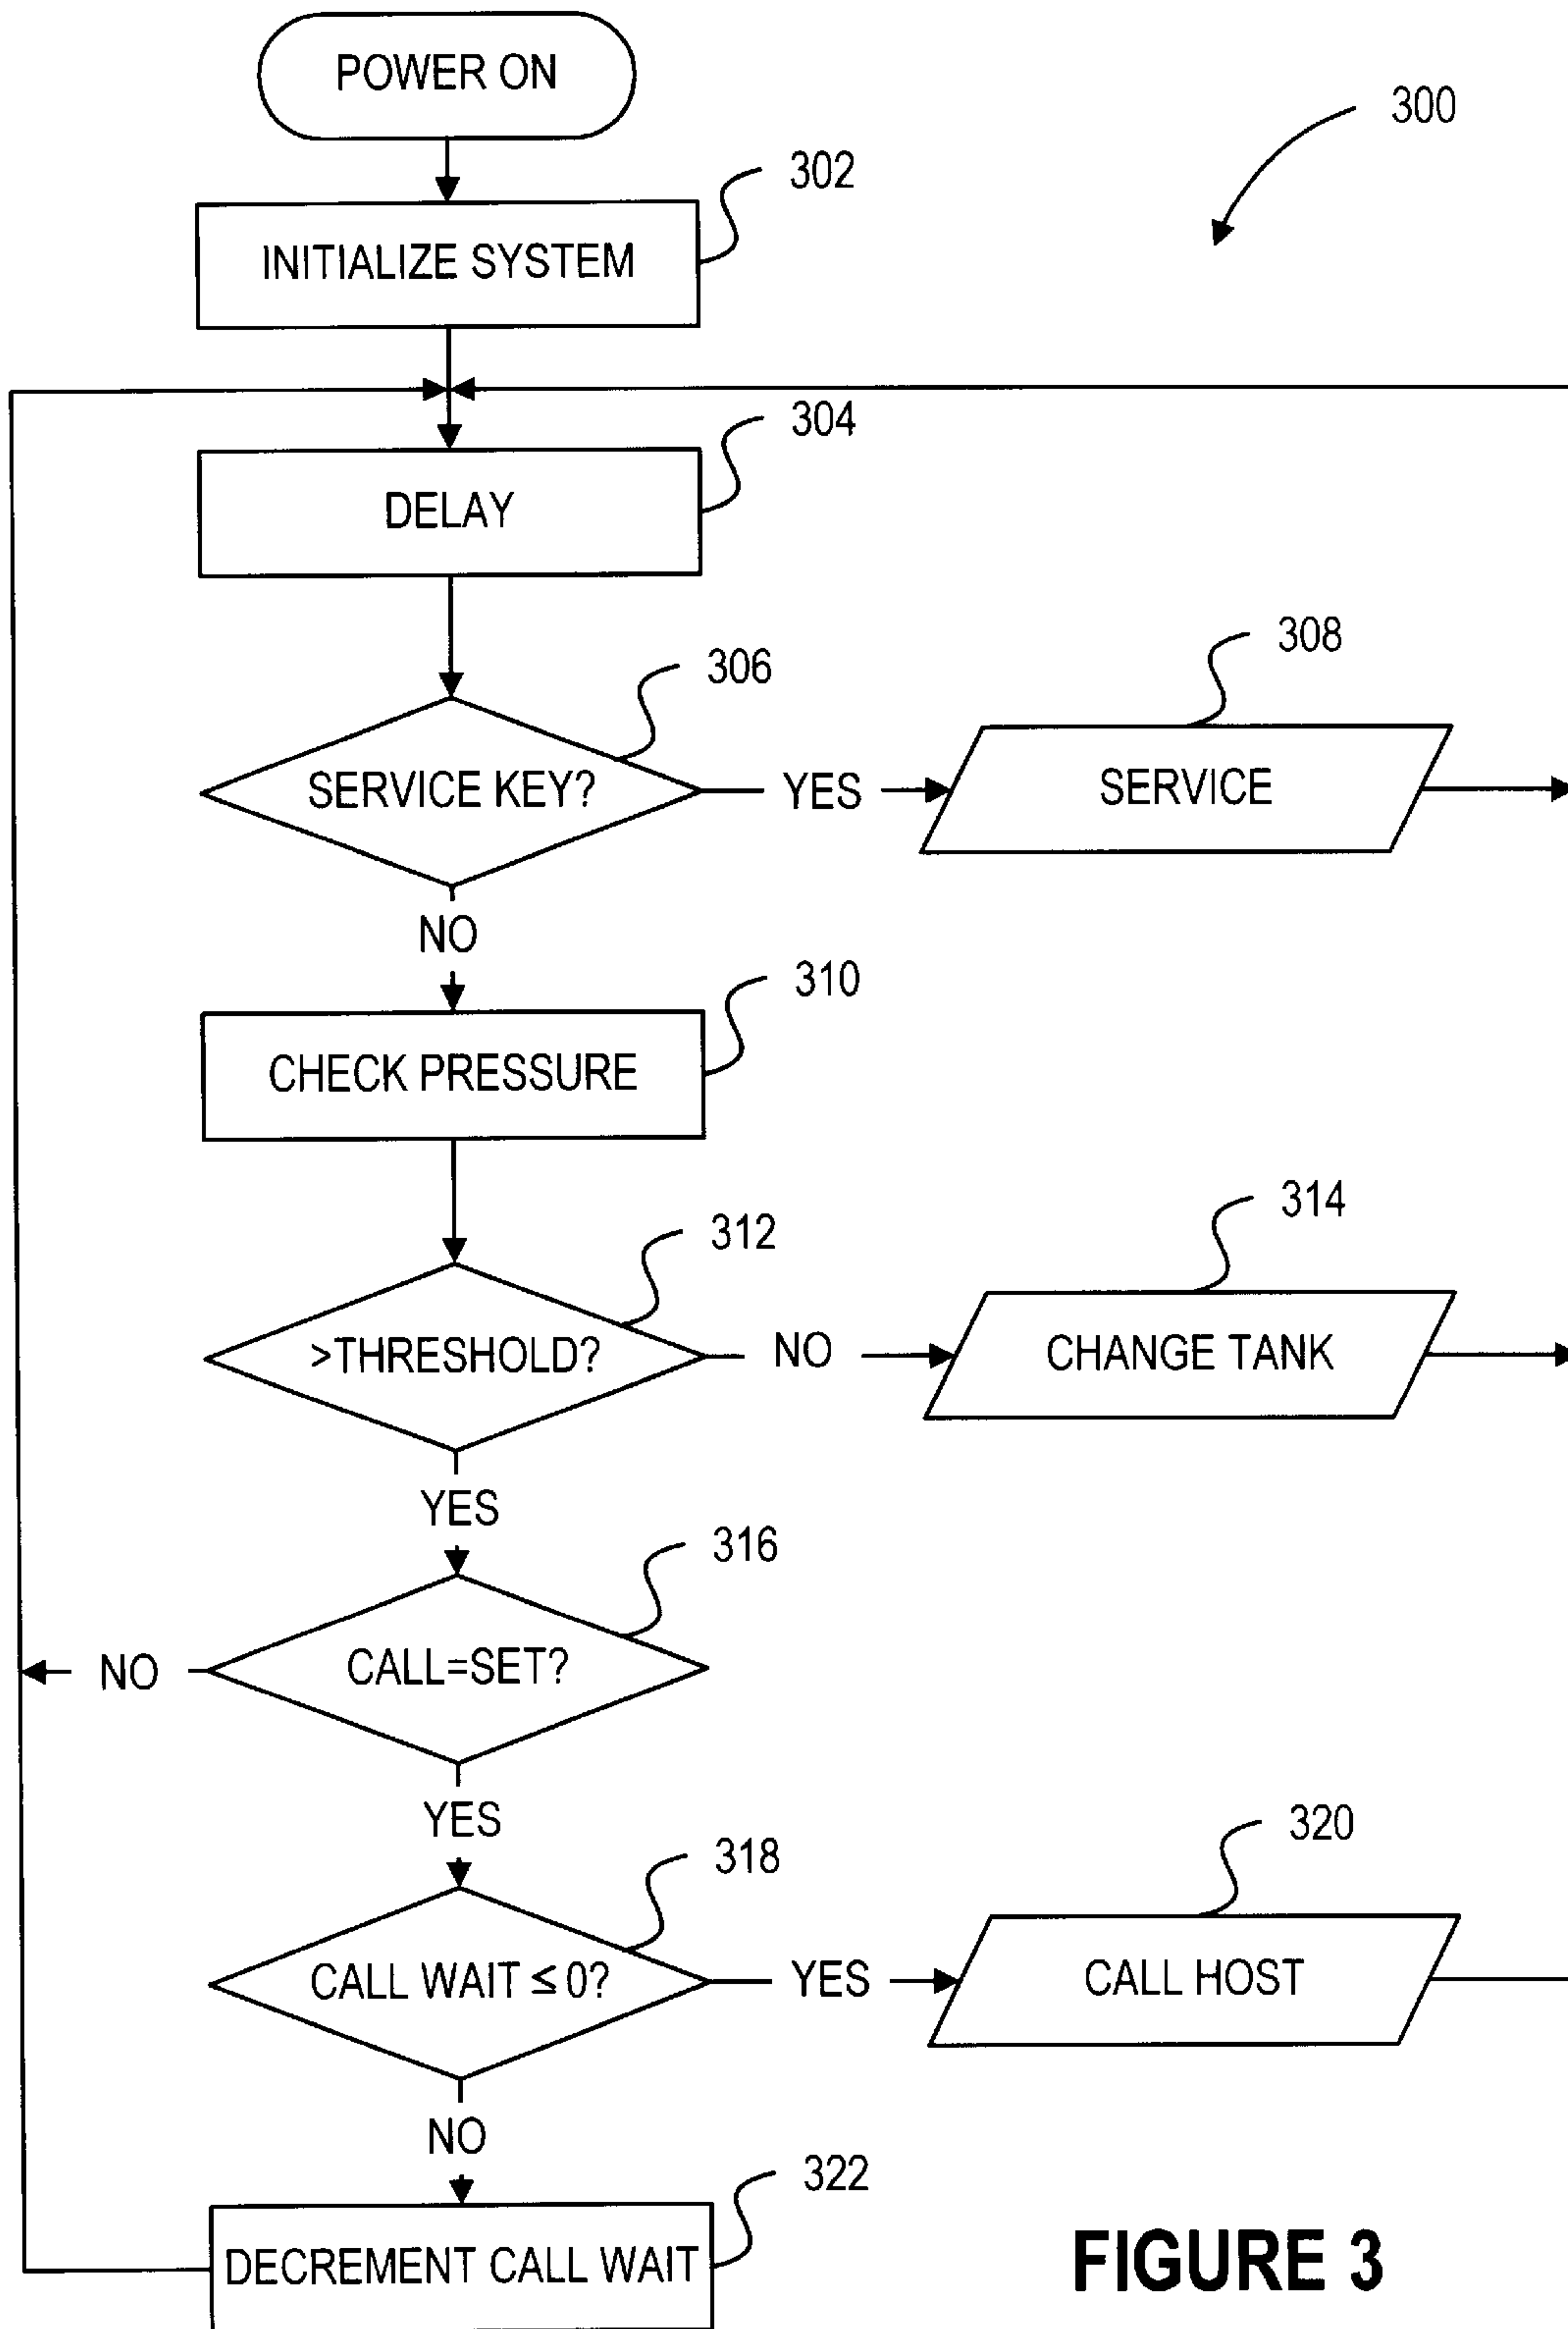 POWER ON
300
302
INITIALIZE SYSTEM
304
DELAY
306
308
SERVICE KEY?
YES
SERVICE
NO
310
CHECK PRESSURE
312
314
>THRESHOLD?
NO
CHANGE TANK
YES
316
CALL=SET?
NO
YES
318
320
CALL WAIT ≤ 0?
YES
CALL HOST
NO
322
DECREMENT CALL WAIT
FIGURE 3